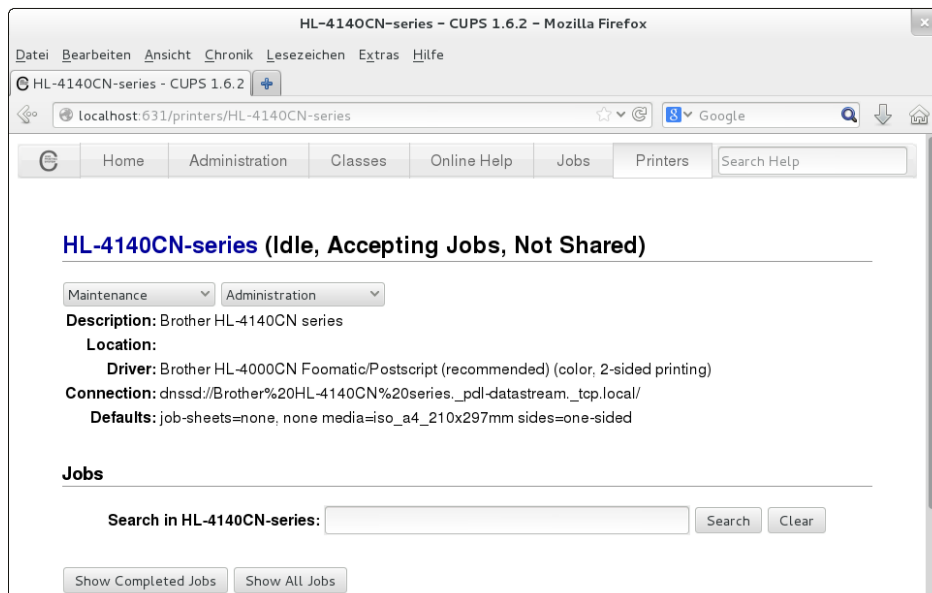 HL-4140CN-series - CUPS 1.6.2 - Mozilla Firefox
Datei Bearbeiten Ansicht Chronik Lesezeichen Extras Hilfe
HL-4140CN-series - CUPS 1.6.2
localhost:631/printers/HL-4140CN-series
Google
Home Administration Classes Online Help Jobs Printers Search Help
HL-4140CN-series (Idle, Accepting Jobs, Not Shared)
Maintenance Administration
Description: Brother HL-4140CN series
Location:
Driver: Brother HL-4000CN Foomatic/Postscript (recommended) (color, 2-sided printing)
Connection: dnssd://Brother%20HL-4140CN%20series._pdl-datastream._tcp.local/
Defaults: job-sheets=none, none media=iso_a4_210x297mm sides=one-sided
Jobs
Search in HL-4140CN-series: Search Clear
Show Completed Jobs Show All Jobs